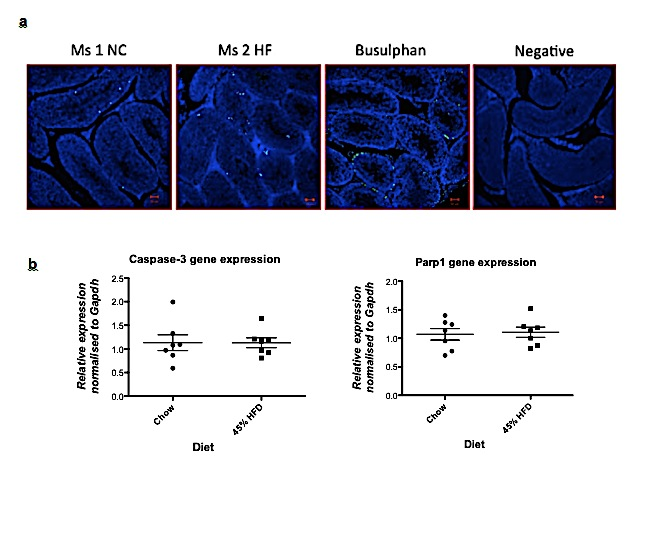 a
Ms 1 NC Ms 2 HF Busulphan Negative
b
Caspase-3 gene expression
Relative expression
normalised to Gapdh
2.5
2.0
1.5
1.0
0.5
0.0
Chow 45% HFD
Diet
Parp1 gene expression
Relative expression
normalised to Gapdh
2.0
1.5
1.0
0.5
0.0
Chow 45% HFD
Diet